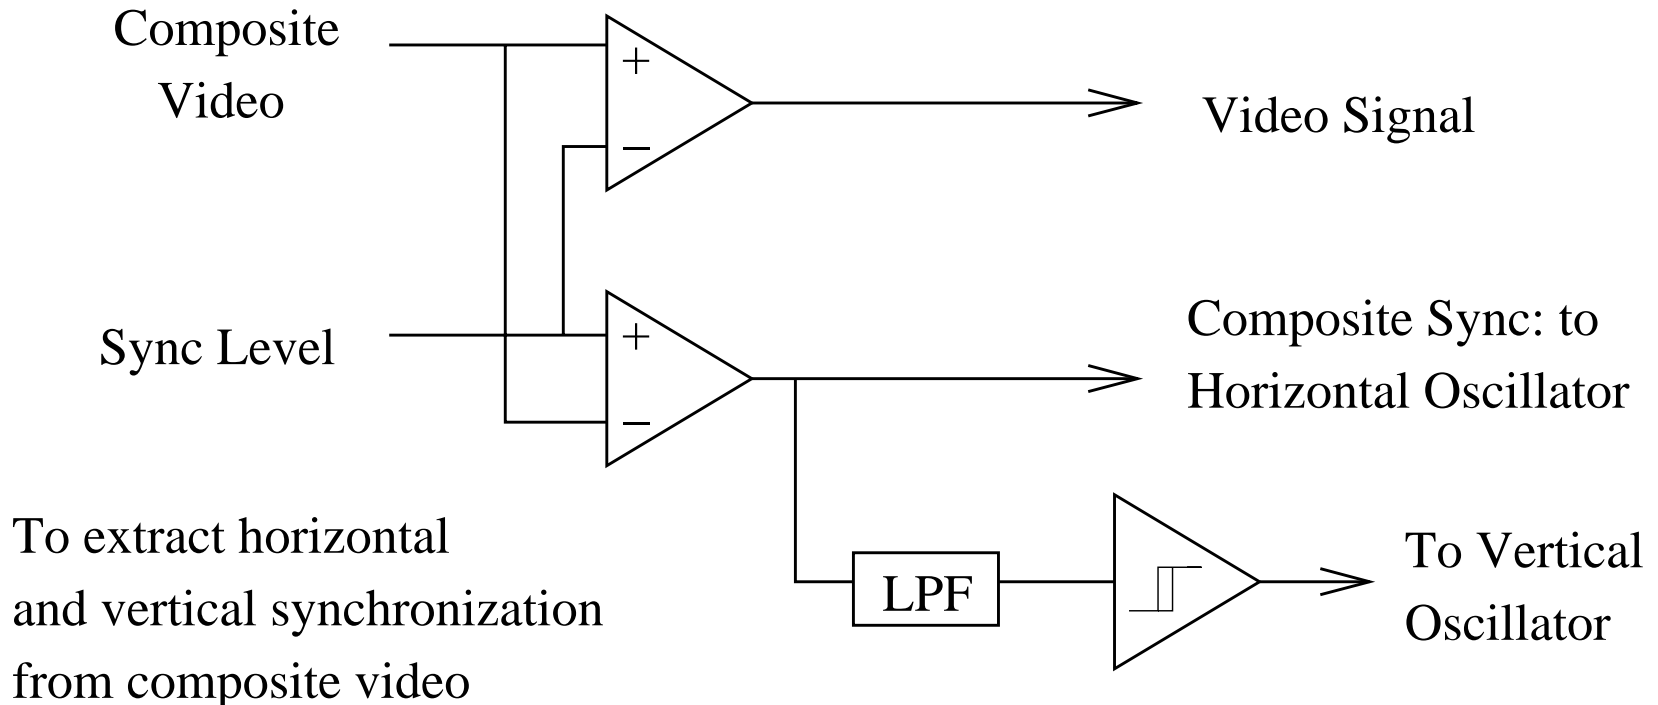 Composite
Video
+
−
Video Signal
Sync Level
+
−
Composite Sync: to
Horizontal Oscillator
LPF
To Vertical
Oscillator
To extract horizontal
and vertical synchronization
from composite video